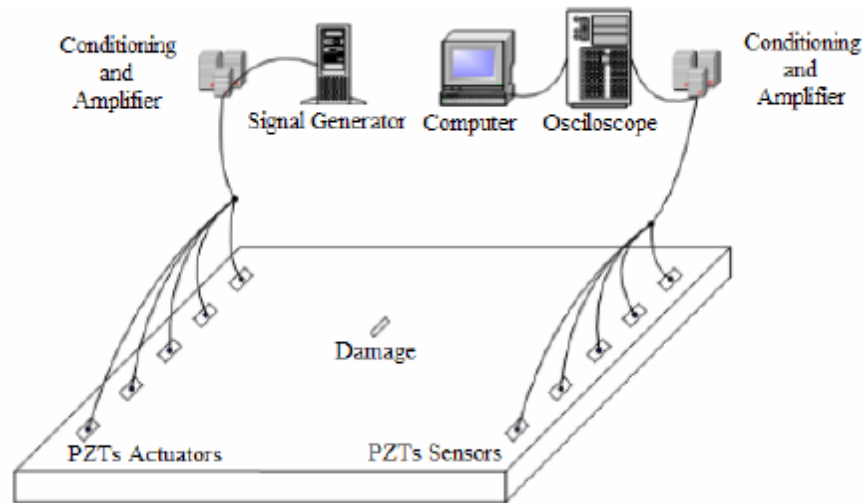 Conditioning
and
Amplifier
Signal Generator
Computer
Osciloscope
Conditioning
and
Amplifier
Damage
PZTs Actuators
PZTs Sensors